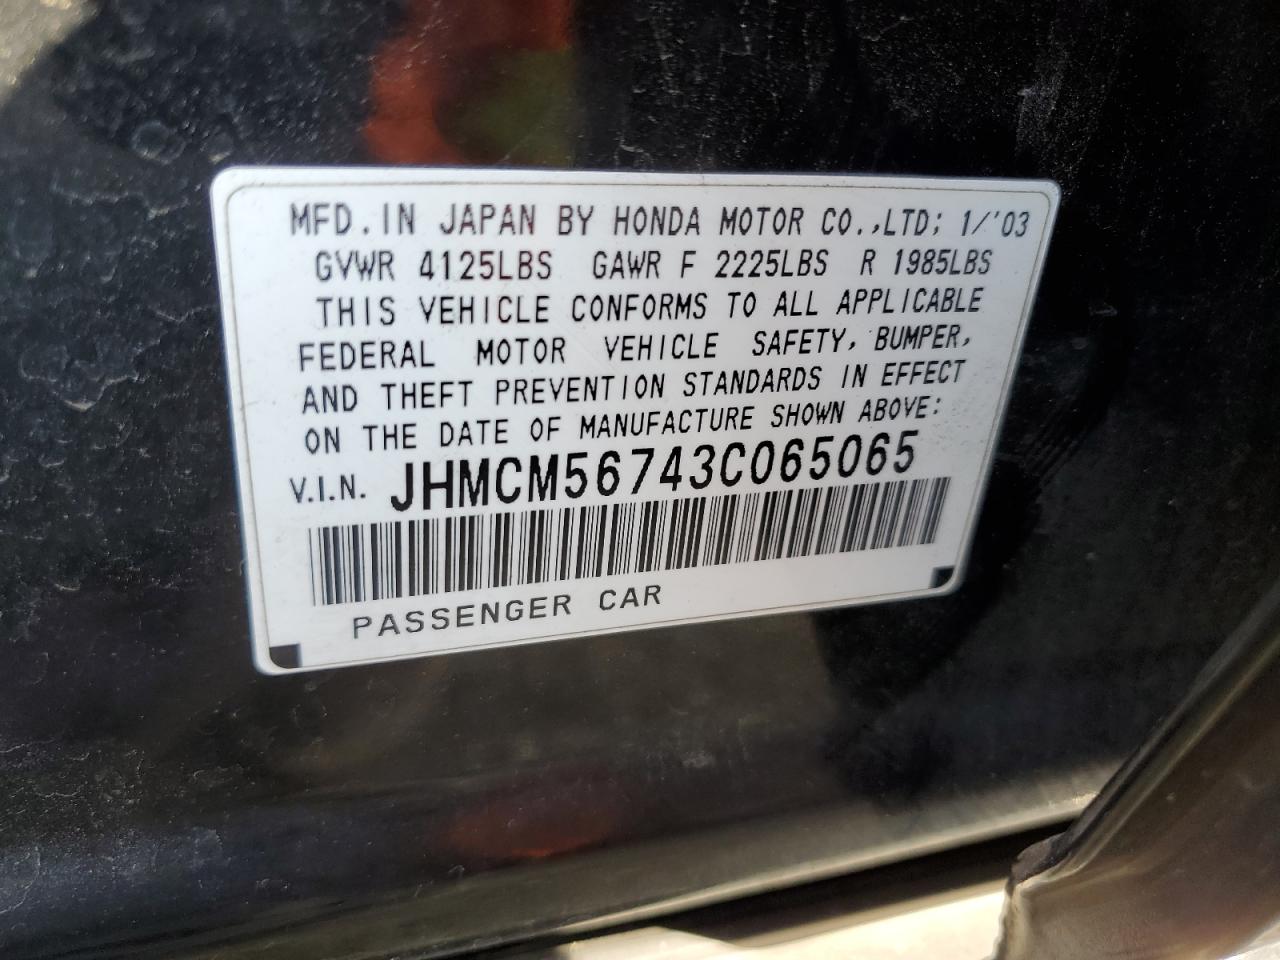 MFD. IN JAPAN BY HONDA MOTOR CO.,LTD; 1/'03
GVWR 4125LBS GAWR F 2225LBS R 1985LBS
THIS VEHICLE CONFORMS TO ALL APPLICABLE
FEDERAL MOTOR VEHICLE SAFETY, BUMPER,
AND THEFT PREVENTION STANDARDS IN EFFECT
ON THE DATE OF MANUFACTURE SHOWN ABOVE:
V.I.N. JHMCM56743C065065
PASSENGER CAR